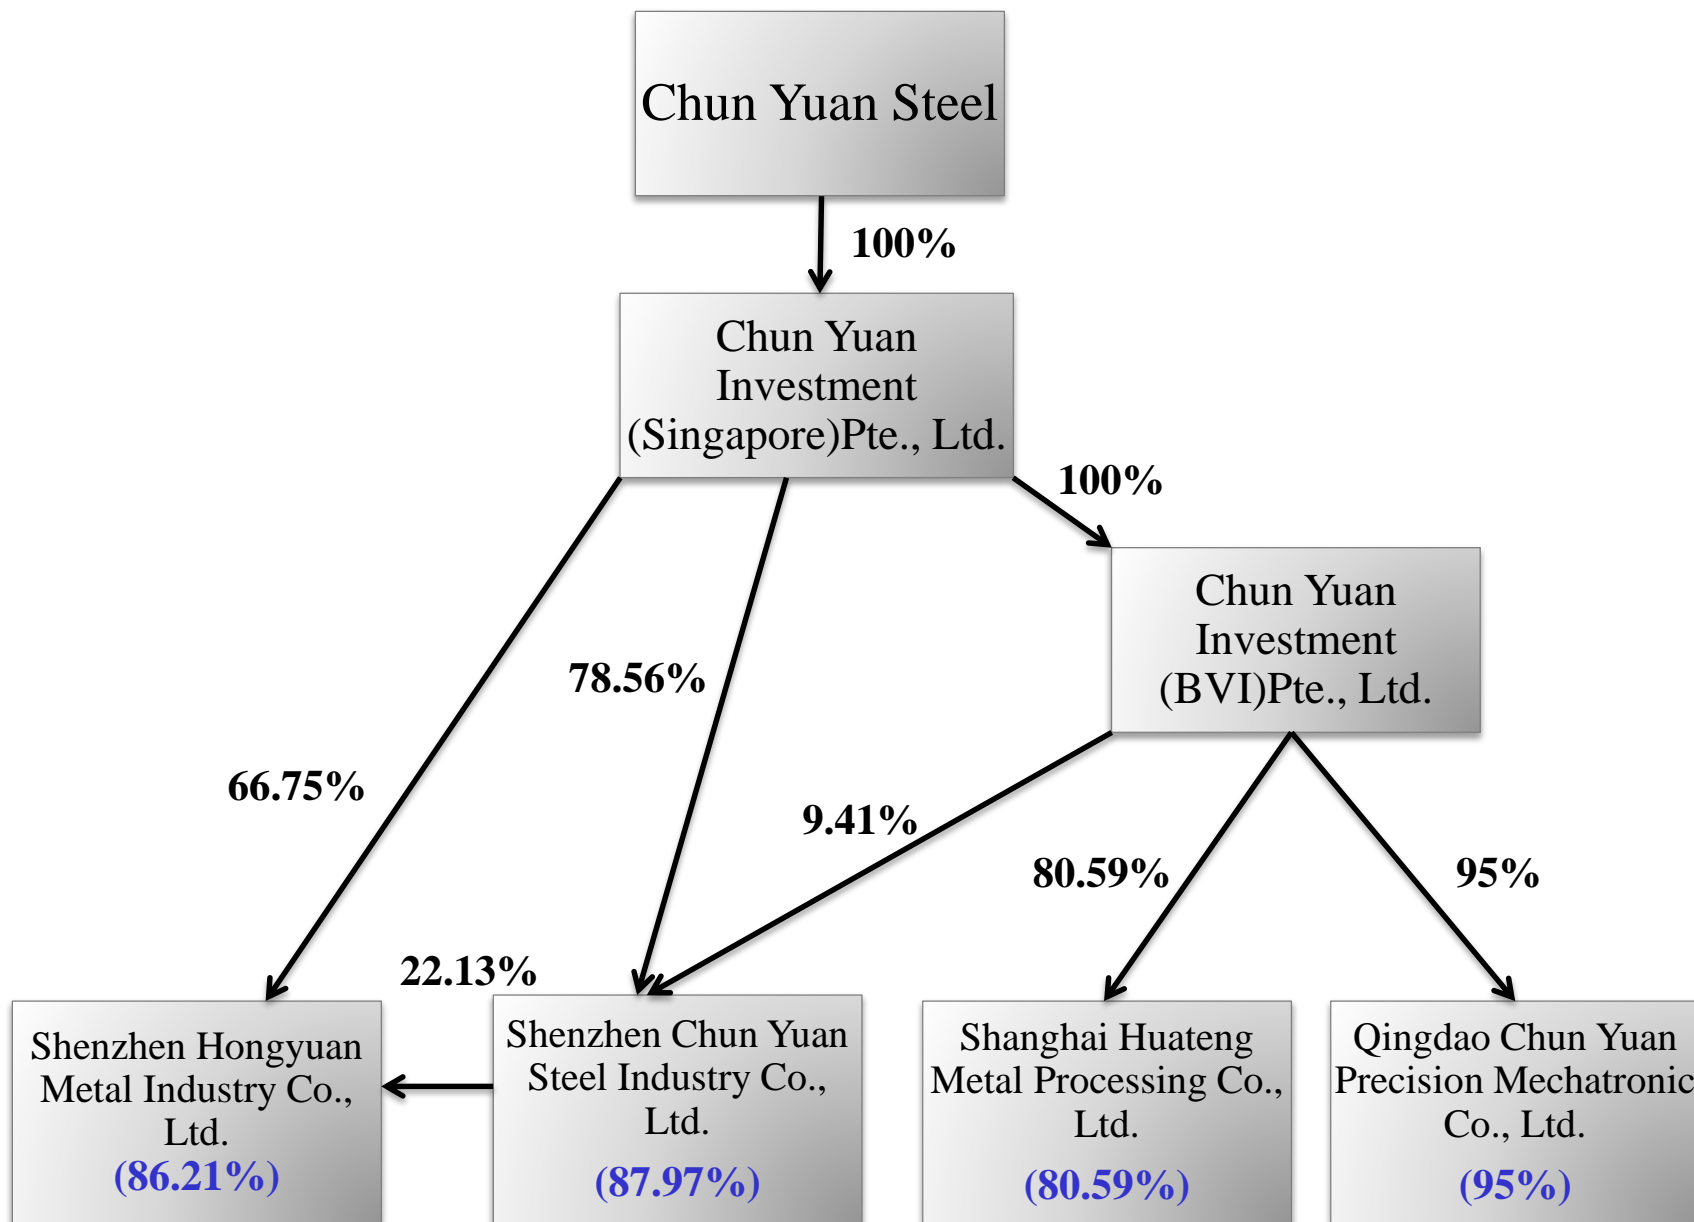 Chun Yuan Steel
100%
Chun Yuan
Investment
(Singapore)Pte., Ltd.
100%
Chun Yuan
Investment
(BVI)Pte., Ltd.
78.56%
66.75%
9.41%
80.59%
95%
22.13%
Shenzhen Hongyuan
Metal Industry Co.,
Ltd.
(86.21%)
Shenzhen Chun Yuan
Steel Industry Co.,
Ltd.
(87.97%)
Shanghai Huateng
Metal Processing Co.,
Ltd.
(80.59%)
Qingdao Chun Yuan
Precision Mechatronic
Co., Ltd.
(95%)